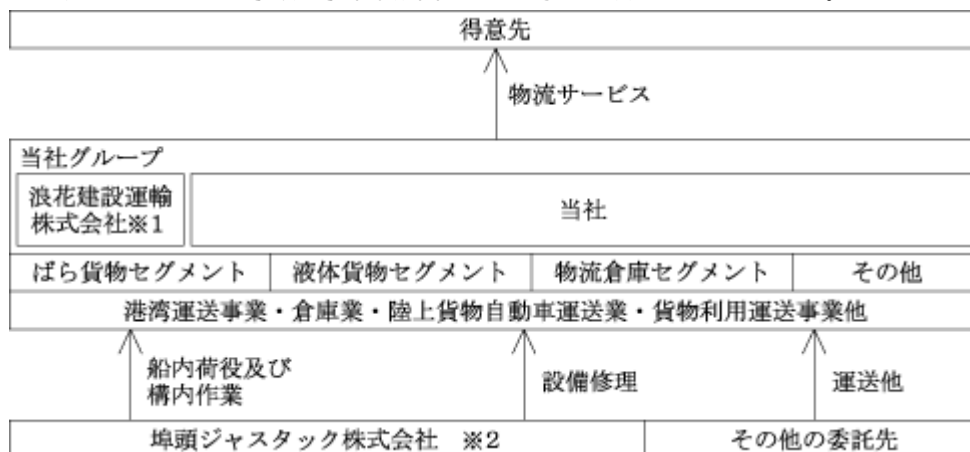 得意先
物流サービス
当社グループ
浪花建設運輸
株式会社※1
当社
ばら貨物セグメント
液体貨物セグメント
物流倉庫セグメント
その他
港湾運送事業・倉庫業・陸上貨物自動車運送業・貨物利用運送事業他
船内荷役及び
構内作業
設備修理
運送他
埠頭ジャスタック株式会社 ※2
その他の委託先